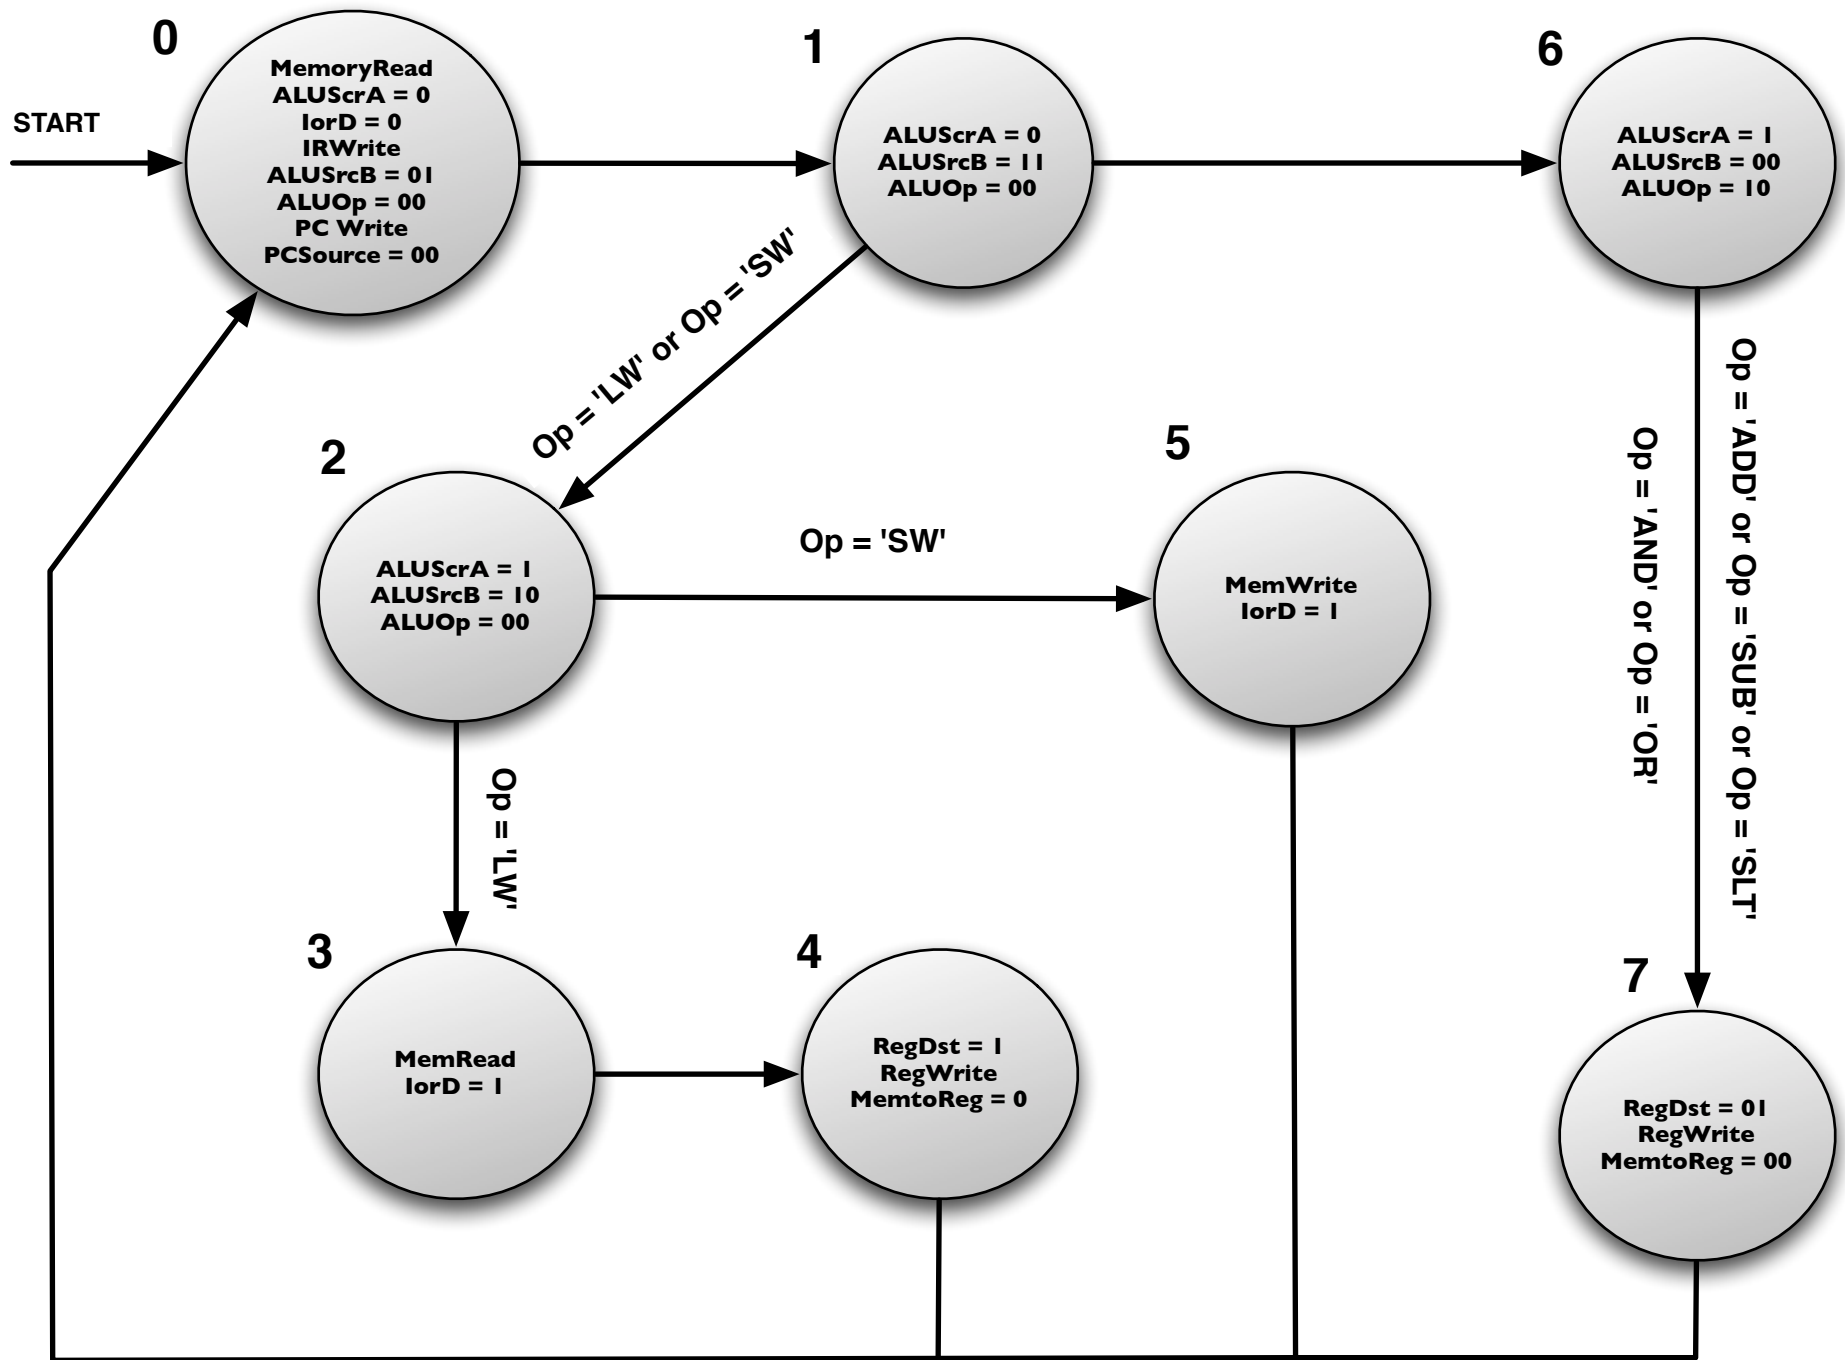 START
0
MemoryRead
ALUScrA = 0
IorD = 0
IRWrite
ALUSrcB = 01
ALUOp = 00
PC Write
PCSource = 00
1
ALUScrA = 0
ALUSrcB = 11
ALUOp = 00
6
ALUScrA = 1
ALUSrcB = 00
ALUOp = 10
Op = 'LW' or Op = 'SW'
Op = 'ADD' or Op = 'SUB' or Op = 'SLT'
Op = 'AND' or Op = 'OR'
2
ALUScrA = 1
ALUSrcB = 10
ALUOp = 00
Op = 'SW'
5
MemWrite
IorD = 1
Op = 'LW'
3
MemRead
IorD = 1
4
RegDst = 1
RegWrite
MemtoReg = 0
7
RegDst = 01
RegWrite
MemtoReg = 00